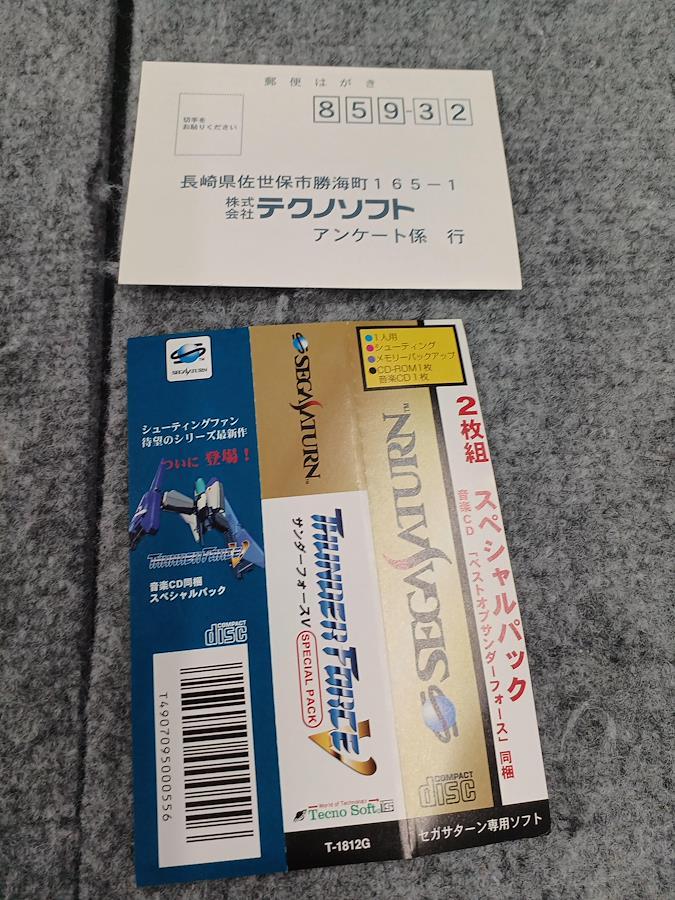 郵便はがき
切手を
お貼りください
859-32
長崎県佐世保市勝海町165-1
株式
会社 テクノソフト
アンケート係 行
SEGA SATURN
シューティングファン
待望のシリーズ最新作
ついに 登場！
THUNDER FORCE V
音楽CD同梱
スペシャルパック
COMPACT
disc
T4907095000556
SEGA SATURN
THUNDER FORCE V
サンダーフォースV
SPECIAL PACK
World of Technology
Tecno Soft
T-1812G
1人用
シューティング
メモリーバックアップ
CD-ROM1枚
音楽CD1枚
SEGA SATURN™
COMPACT
disc
2枚組 スペシャルパック
音楽CD 「ベストオブサンダーフォース」同梱
セガサターン専用ソフト